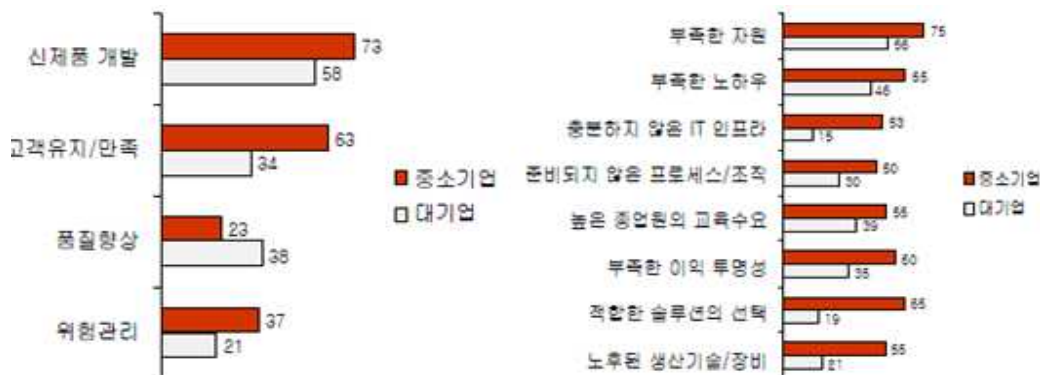 신제품 개발
73
58
고객유지/만족
63
34
품질향상
23
38
위험관리
37
21
중소기업
대기업
부족한 자원
75
56
부족한 노하우
65
46
충분하지 않은 IT 인프라
53
준비되지 않은 프로세스/조직
50
30
높은 종업원의 교육수요
55
39
부족한 이익 투명성
60
35
적합한 솔루션의 선택
65
19
노후된 생산기술/장비
55
21
중소기업
대기업